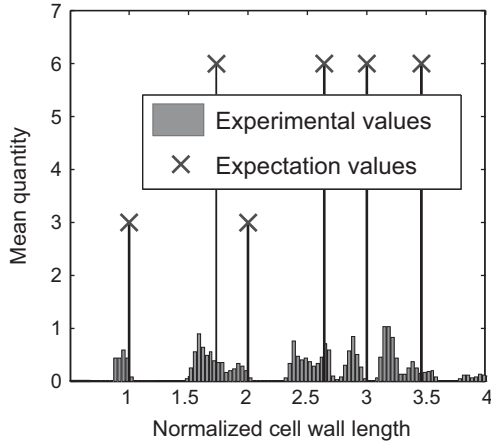 7
6
5
4
3
2
1
0
Mean quantity
Experimental values
Expectation values
1 1.5 2 2.5 3 3.5 4
Normalized cell wall length